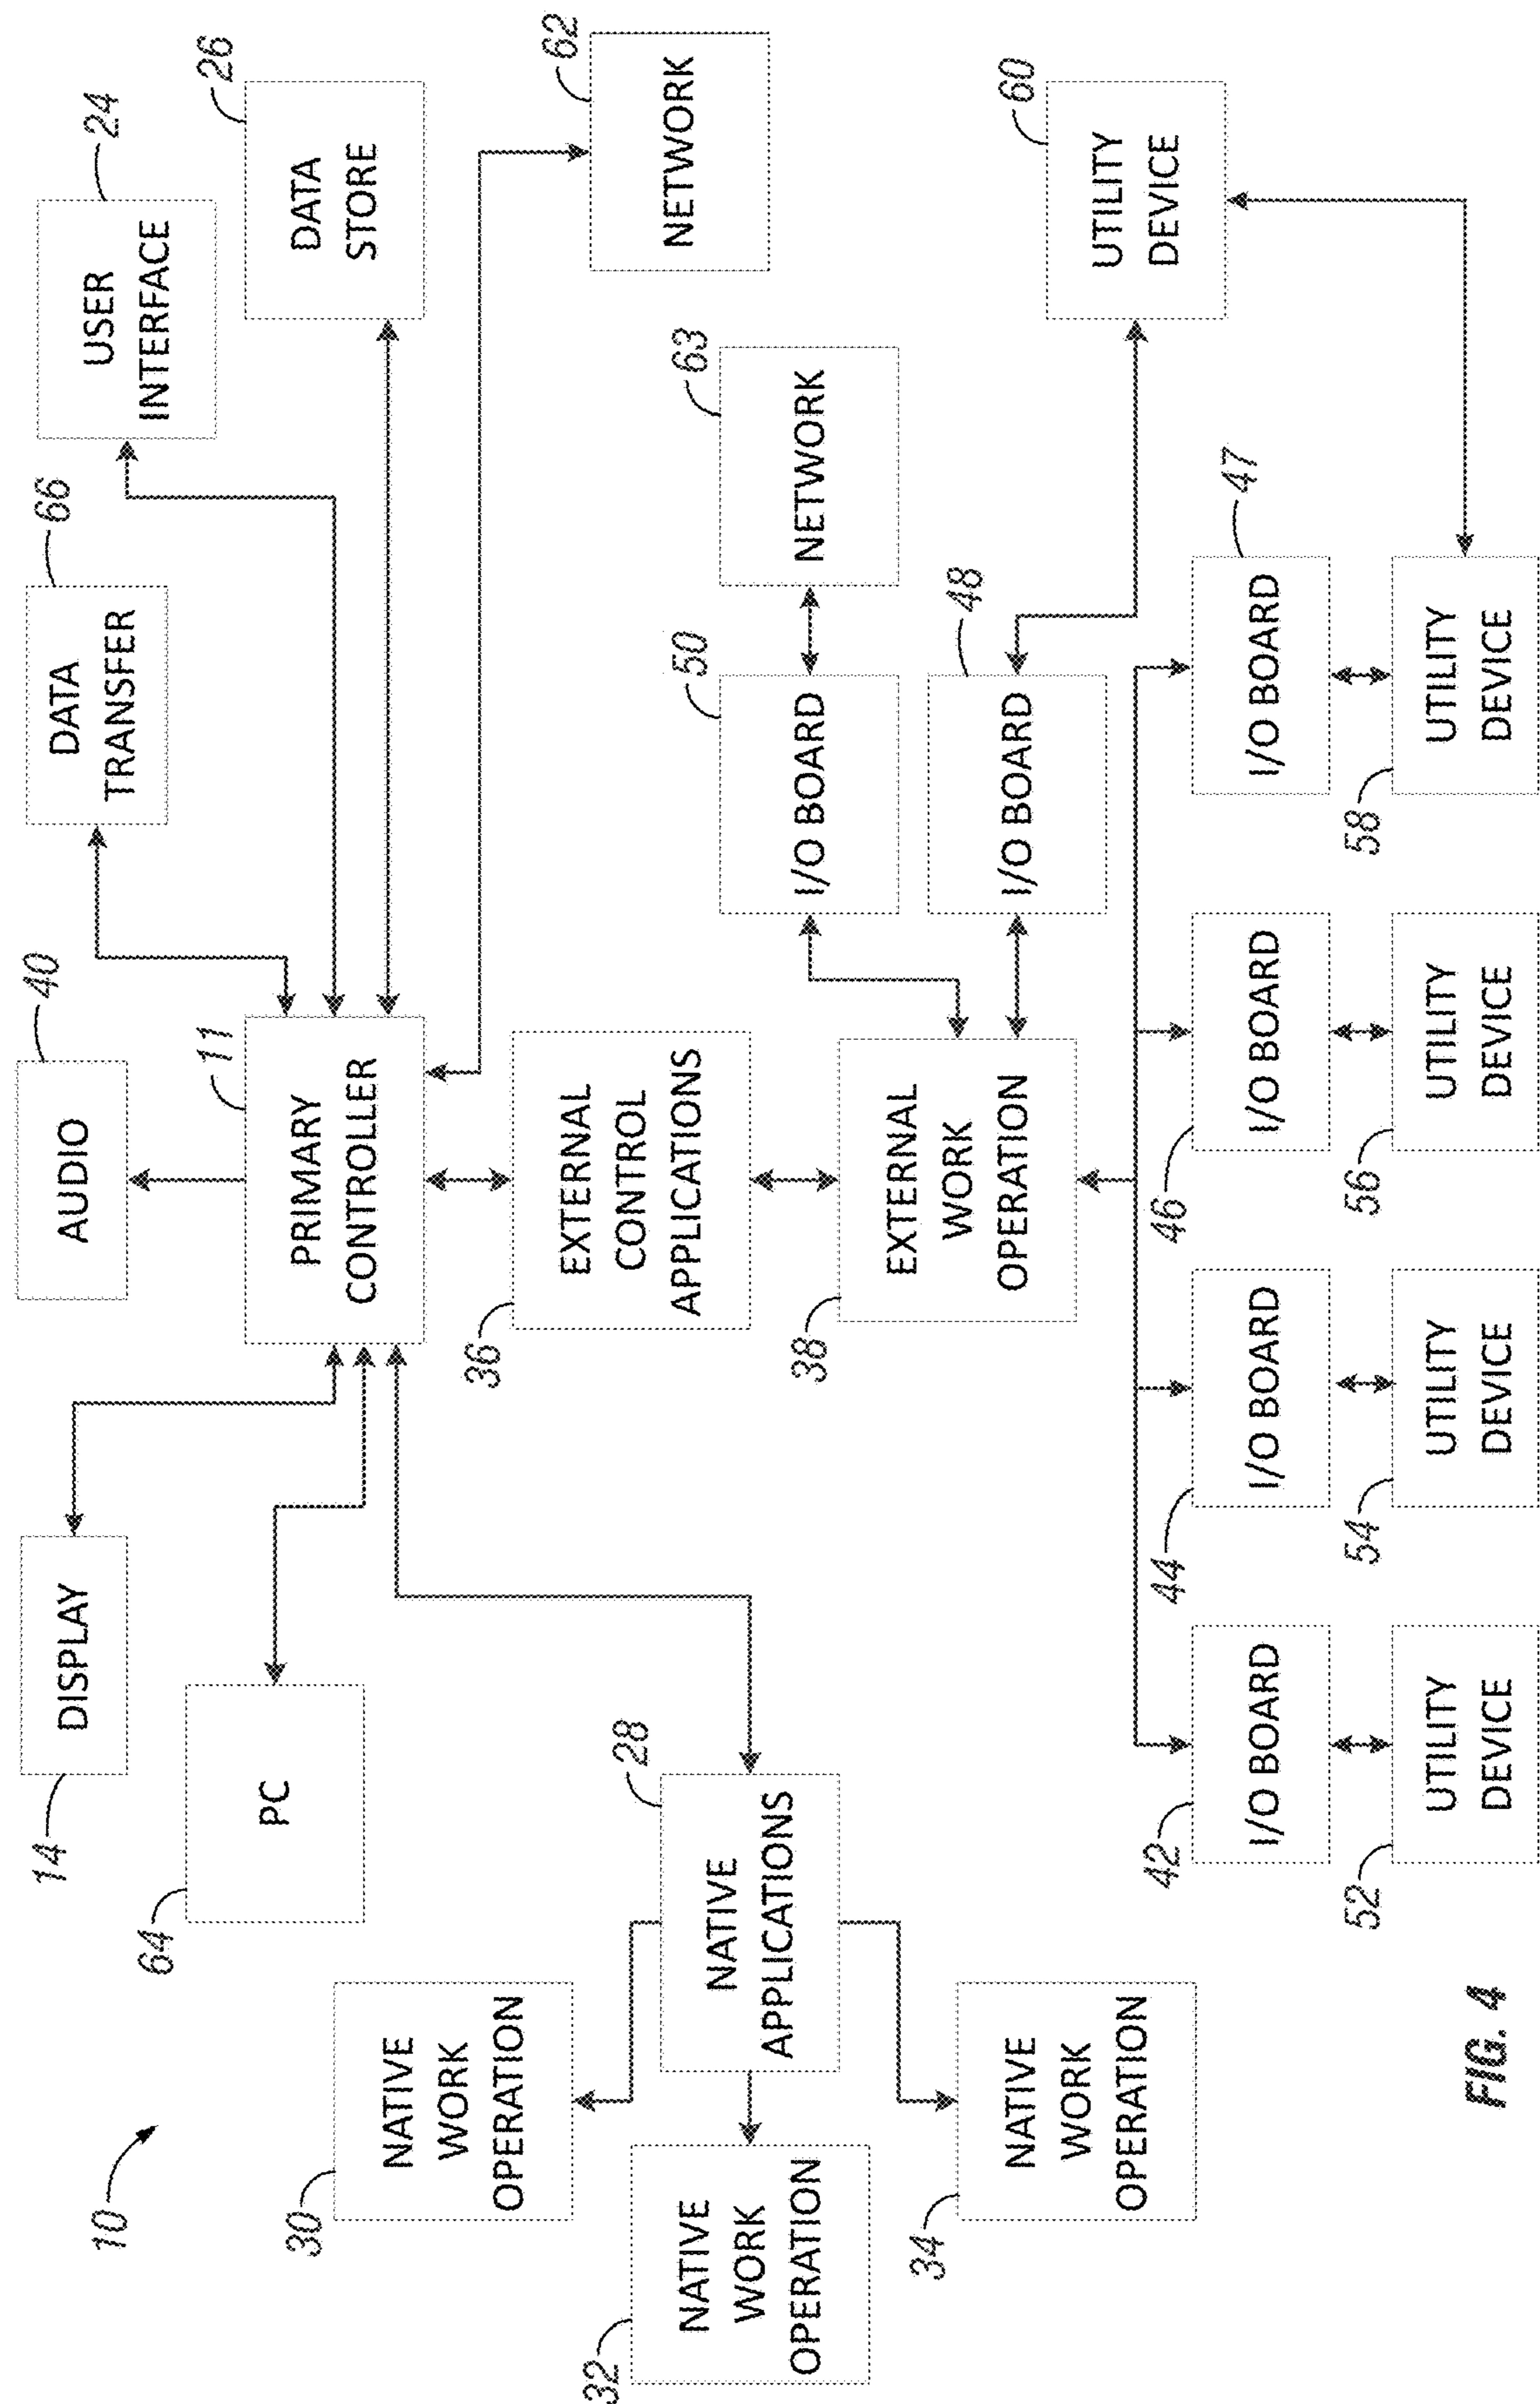 10
14
DISPLAY
AUDIO
40
DATA
TRANSFER
66
USER
INTERFACE
24
64
PC
PRIMARY
CONTROLLER
11
DATA
STORE
26
30
NATIVE
WORK
OPERATION
36
EXTERNAL
CONTROL
APPLICATIONS
NETWORK
62
32
NATIVE
WORK
OPERATION
NATIVE
APPLICATIONS
28
38
EXTERNAL
WORK
OPERATION
I/O BOARD
50
NETWORK
63
34
NATIVE
WORK
OPERATION
I/O BOARD
48
UTILITY
DEVICE
60
42
I/O BOARD
44
I/O BOARD
46
I/O BOARD
I/O BOARD
47
52
UTILITY
DEVICE
54
UTILITY
DEVICE
56
UTILITY
DEVICE
58
UTILITY
DEVICE
FIG. 4